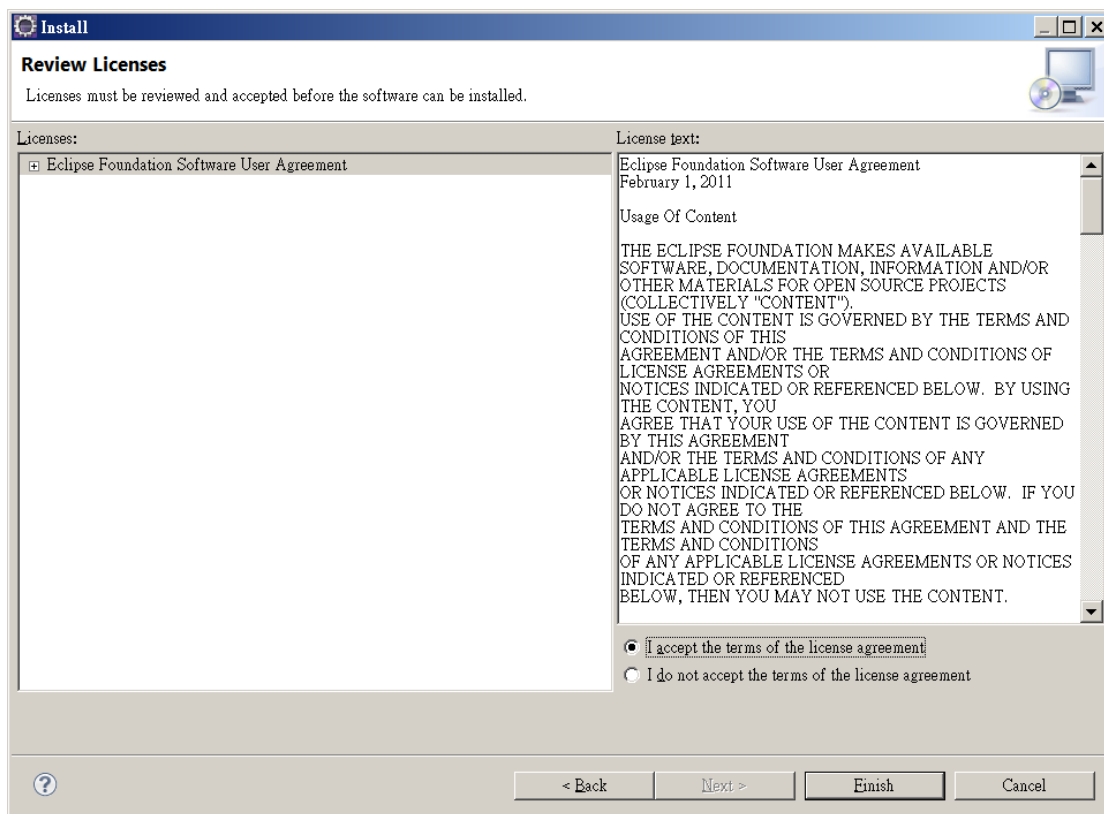 Install
Review Licenses
Licenses must be reviewed and accepted before the software can be installed.
Licenses:
Eclipse Foundation Software User Agreement
License text:
Eclipse Foundation Software User Agreement
February 1, 2011
Usage Of Content
THE ECLIPSE FOUNDATION MAKES AVAILABLE
SOFTWARE, DOCUMENTATION, INFORMATION AND/OR
OTHER MATERIALS FOR OPEN SOURCE PROJECTS
(COLLECTIVELY "CONTENT").
USE OF THE CONTENT IS GOVERNED BY THE TERMS AND
CONDITIONS OF THIS
AGREEMENT AND/OR THE TERMS AND CONDITIONS OF
LICENSE AGREEMENTS OR
NOTICES INDICATED OR REFERENCED BELOW.  BY USING
THE CONTENT, YOU
AGREE THAT YOUR USE OF THE CONTENT IS GOVERNED
BY THIS AGREEMENT
AND/OR THE TERMS AND CONDITIONS OF ANY
APPLICABLE LICENSE AGREEMENTS
OR NOTICES INDICATED OR REFERENCED BELOW.  IF YOU
DO NOT AGREE TO THE
TERMS AND CONDITIONS OF THIS AGREEMENT AND THE
TERMS AND CONDITIONS
OF ANY APPLICABLE LICENSE AGREEMENTS OR NOTICES
INDICATED OR REFERENCED
BELOW, THEN YOU MAY NOT USE THE CONTENT.
I accept the terms of the license agreement
I do not accept the terms of the license agreement
?
< Back
Next >
Finish
Cancel